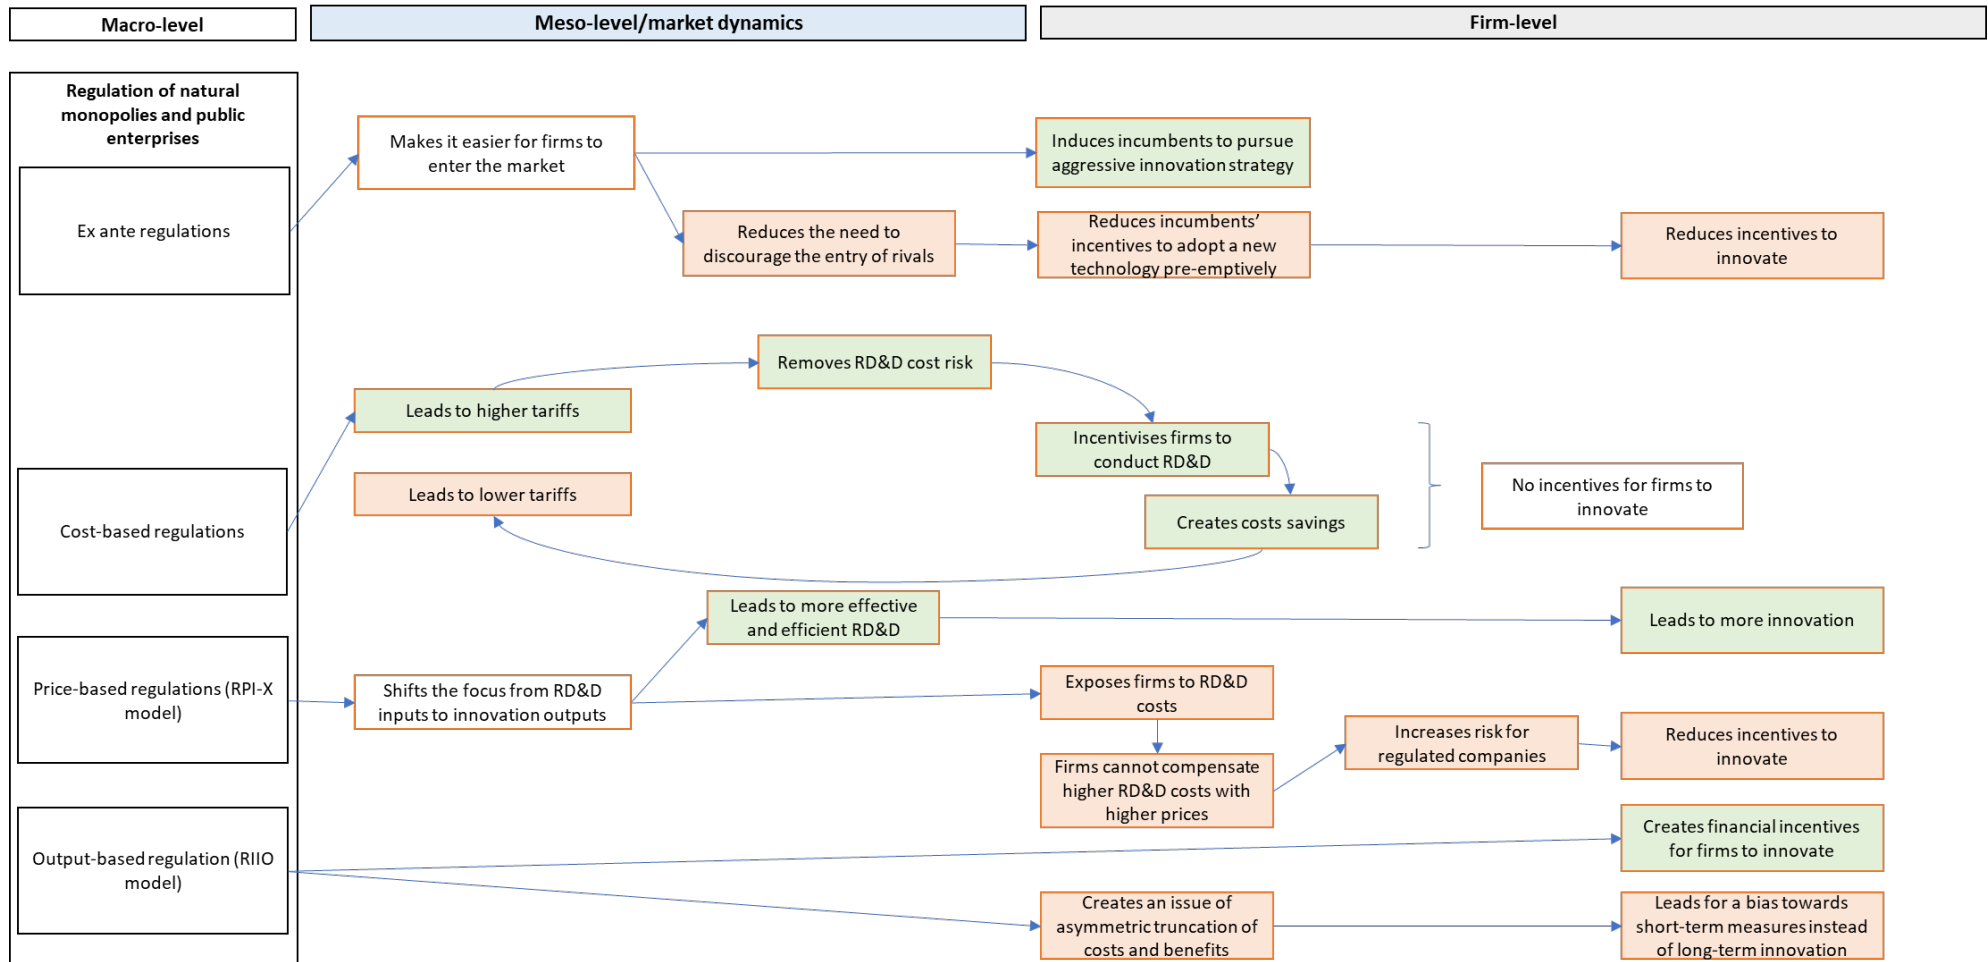 Macro-level
Meso-level/market dynamics
Firm-level
Regulation of natural
monopolies and public
enterprises
Ex ante regulations
Makes it easier for firms to
enter the market
Induces incumbents to pursue
aggressive innovation strategy
Reduces the need to
discourage the entry of rivals
Reduces incumbents’
incentives to adopt a new
technology pre-emptively
Reduces incentives to
innovate
Cost-based regulations
Leads to higher tariffs
Removes RD&D cost risk
Incentivises firms to
conduct RD&D
Creates costs savings
Leads to lower tariffs
No incentives for firms to
innovate
Price-based regulations (RPI-X
model)
Shifts the focus from RD&D
inputs to innovation outputs
Leads to more effective
and efficient RD&D
Leads to more innovation
Exposes firms to RD&D
costs
Firms cannot compensate
higher RD&D costs with
higher prices
Increases risk for
regulated companies
Reduces incentives to
innovate
Output-based regulation (RIIO
model)
Creates financial incentives
for firms to innovate
Creates an issue of
asymmetric truncation of
costs and benefits
Leads for a bias towards
short-term measures instead
of long-term innovation